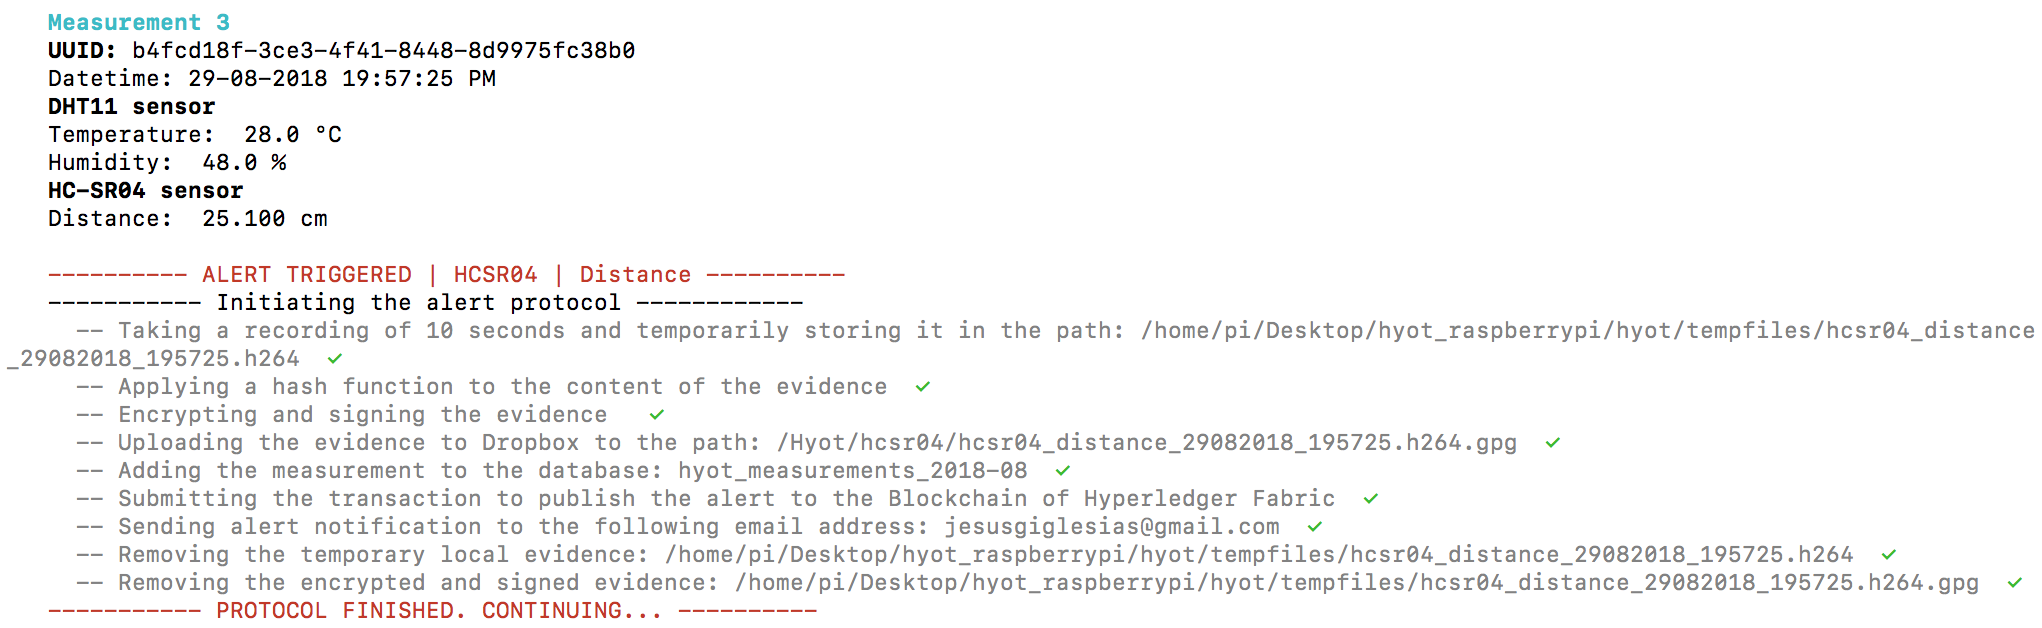 Measurement 3
UUID: b4fcd18f-3ce3-4f41-8448-8d9975fc38b0
Datetime: 29-08-2018 19:57:25 PM
DHT11 sensor
Temperature:  28.0 °C
Humidity:  48.0 %
HC-SR04 sensor
Distance:  25.100 cm
---------- ALERT TRIGGERED | HCSR04 | Distance ----------
----------- Initiating the alert protocol ------------
-- Taking a recording of 10 seconds and temporarily storing it in the path: /home/pi/Desktop/hyot_raspberrypi/hyot/tempfiles/hcsr04_distance
_29082018_195725.h264  ✓
-- Applying a hash function to the content of the evidence  ✓
-- Encrypting and signing the evidence   ✓
-- Uploading the evidence to Dropbox to the path: /Hyot/hcsr04/hcsr04_distance_29082018_195725.h264.gpg  ✓
-- Adding the measurement to the database: hyot_measurements_2018-08  ✓
-- Submitting the transaction to publish the alert to the Blockchain of Hyperledger Fabric  ✓
-- Sending alert notification to the following email address: jesusgiglesias@gmail.com  ✓
-- Removing the temporary local evidence: /home/pi/Desktop/hyot_raspberrypi/hyot/tempfiles/hcsr04_distance_29082018_195725.h264  ✓
-- Removing the encrypted and signed evidence: /home/pi/Desktop/hyot_raspberrypi/hyot/tempfiles/hcsr04_distance_29082018_195725.h264.gpg  ✓
----------- PROTOCOL FINISHED. CONTINUING... ----------